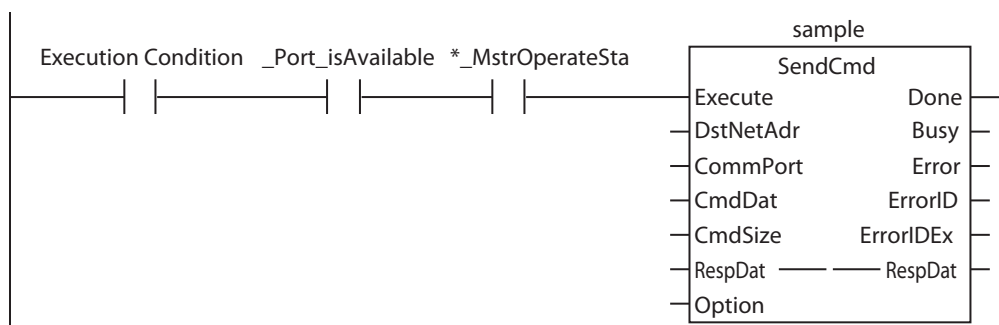 sample
Execution Condition _Port_isAvailable *_MstrOperateSta
SendCmd
Execute Done
DstNetAdr Busy
CommPort Error
CmdDat ErrorID
CmdSize ErrorIDEx
RespDat RespDat
Option